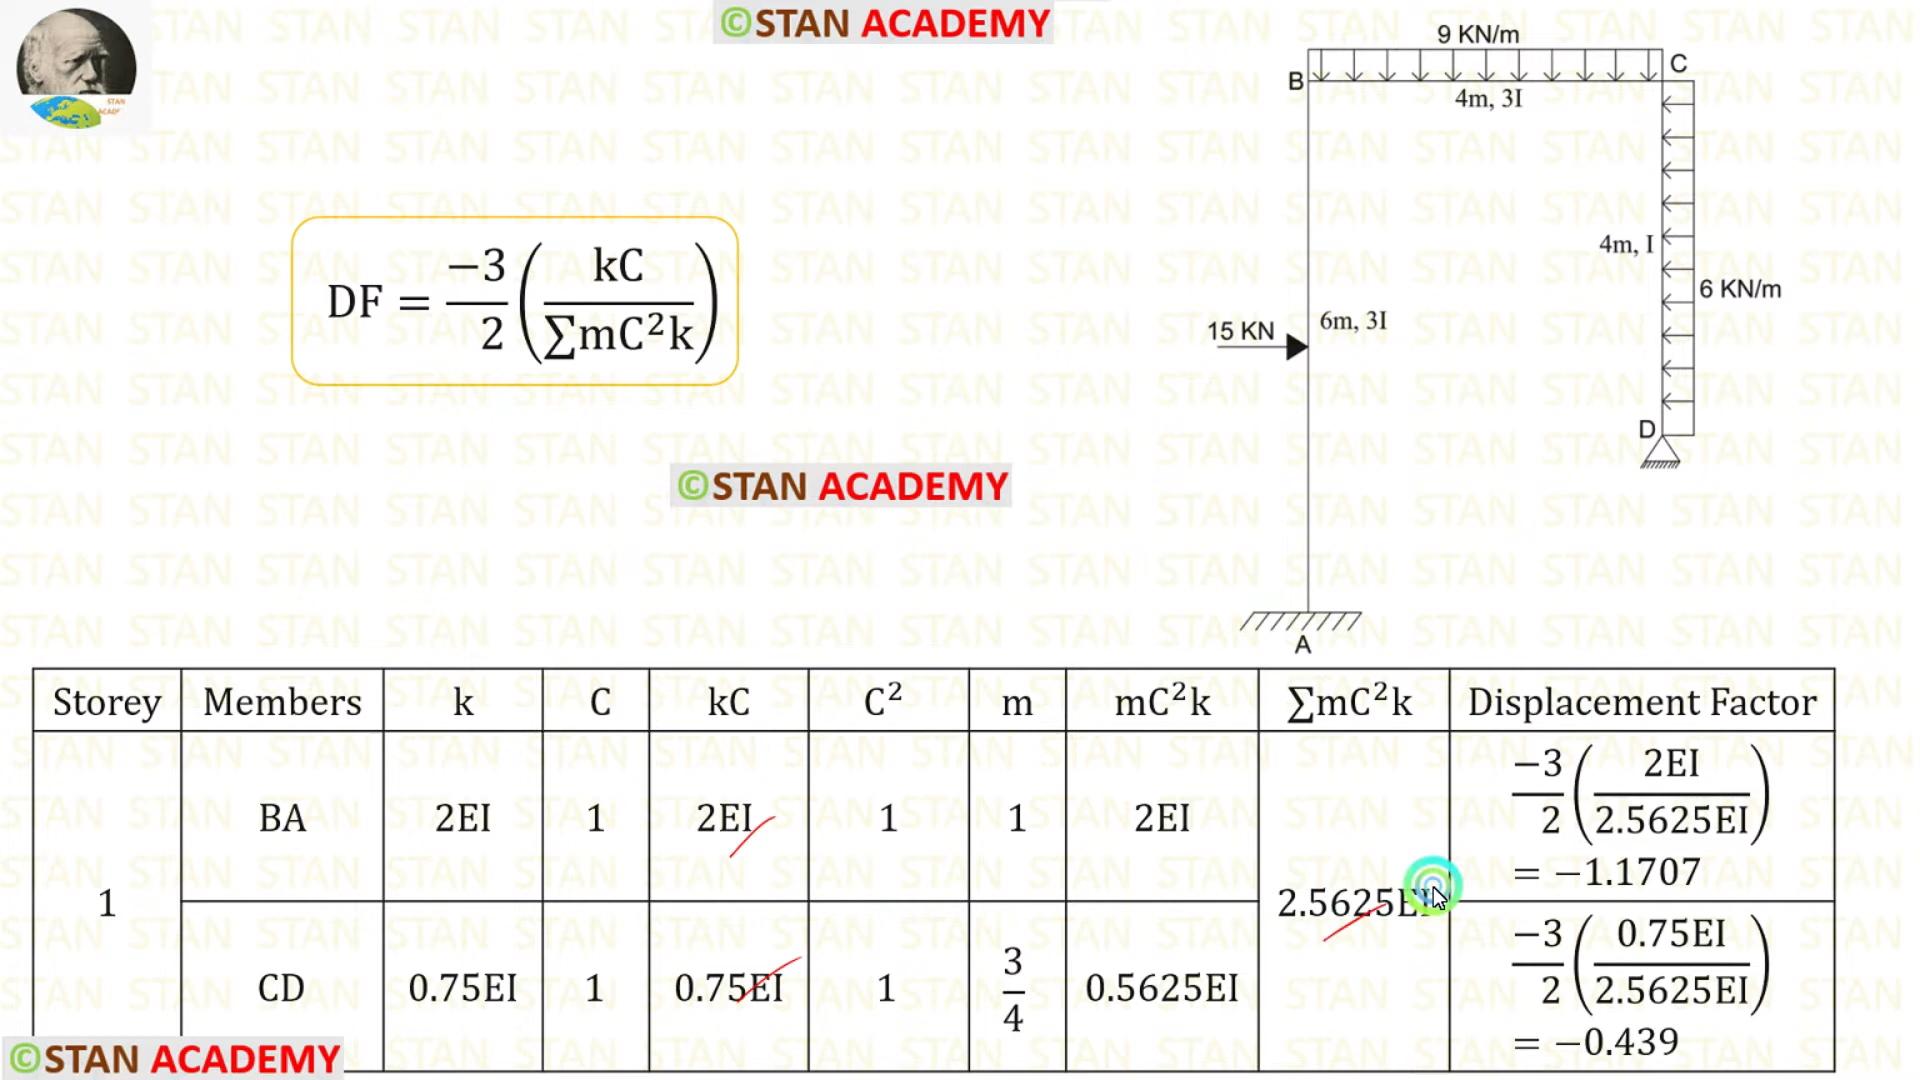 ©STAN ACADEMY
STAN
ACADE
DF = −3/2 (kC/∑mC²k)
9 KN/m
B
C
4m, 3I
4m, I
6 KN/m
15 KN
6m, 3I
D
A
©STAN ACADEMY
Storey Members k C kC C² m mC²k ∑mC²k Displacement Factor
1 BA 2EI 1 2EI 1 1 2EI 2.5625EI −3/2 (2EI/2.5625EI) = −1.1707
CD 0.75EI 1 0.75EI 1 3/4 0.5625EI −3/2 (0.75EI/2.5625EI) = −0.439
©STAN ACADEMY